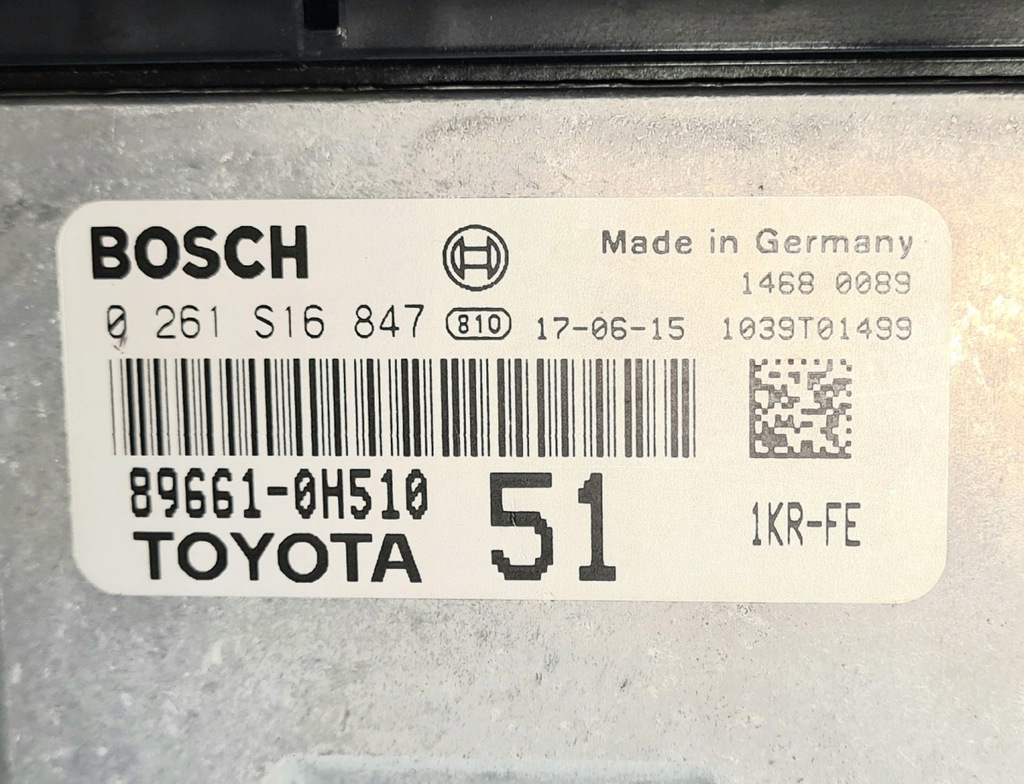 BOSCH
Made in Germany
1468 0089
0 261 S16 847 810 17-06-15 1039T01499
89661-0H510
TOYOTA
51
1KR-FE